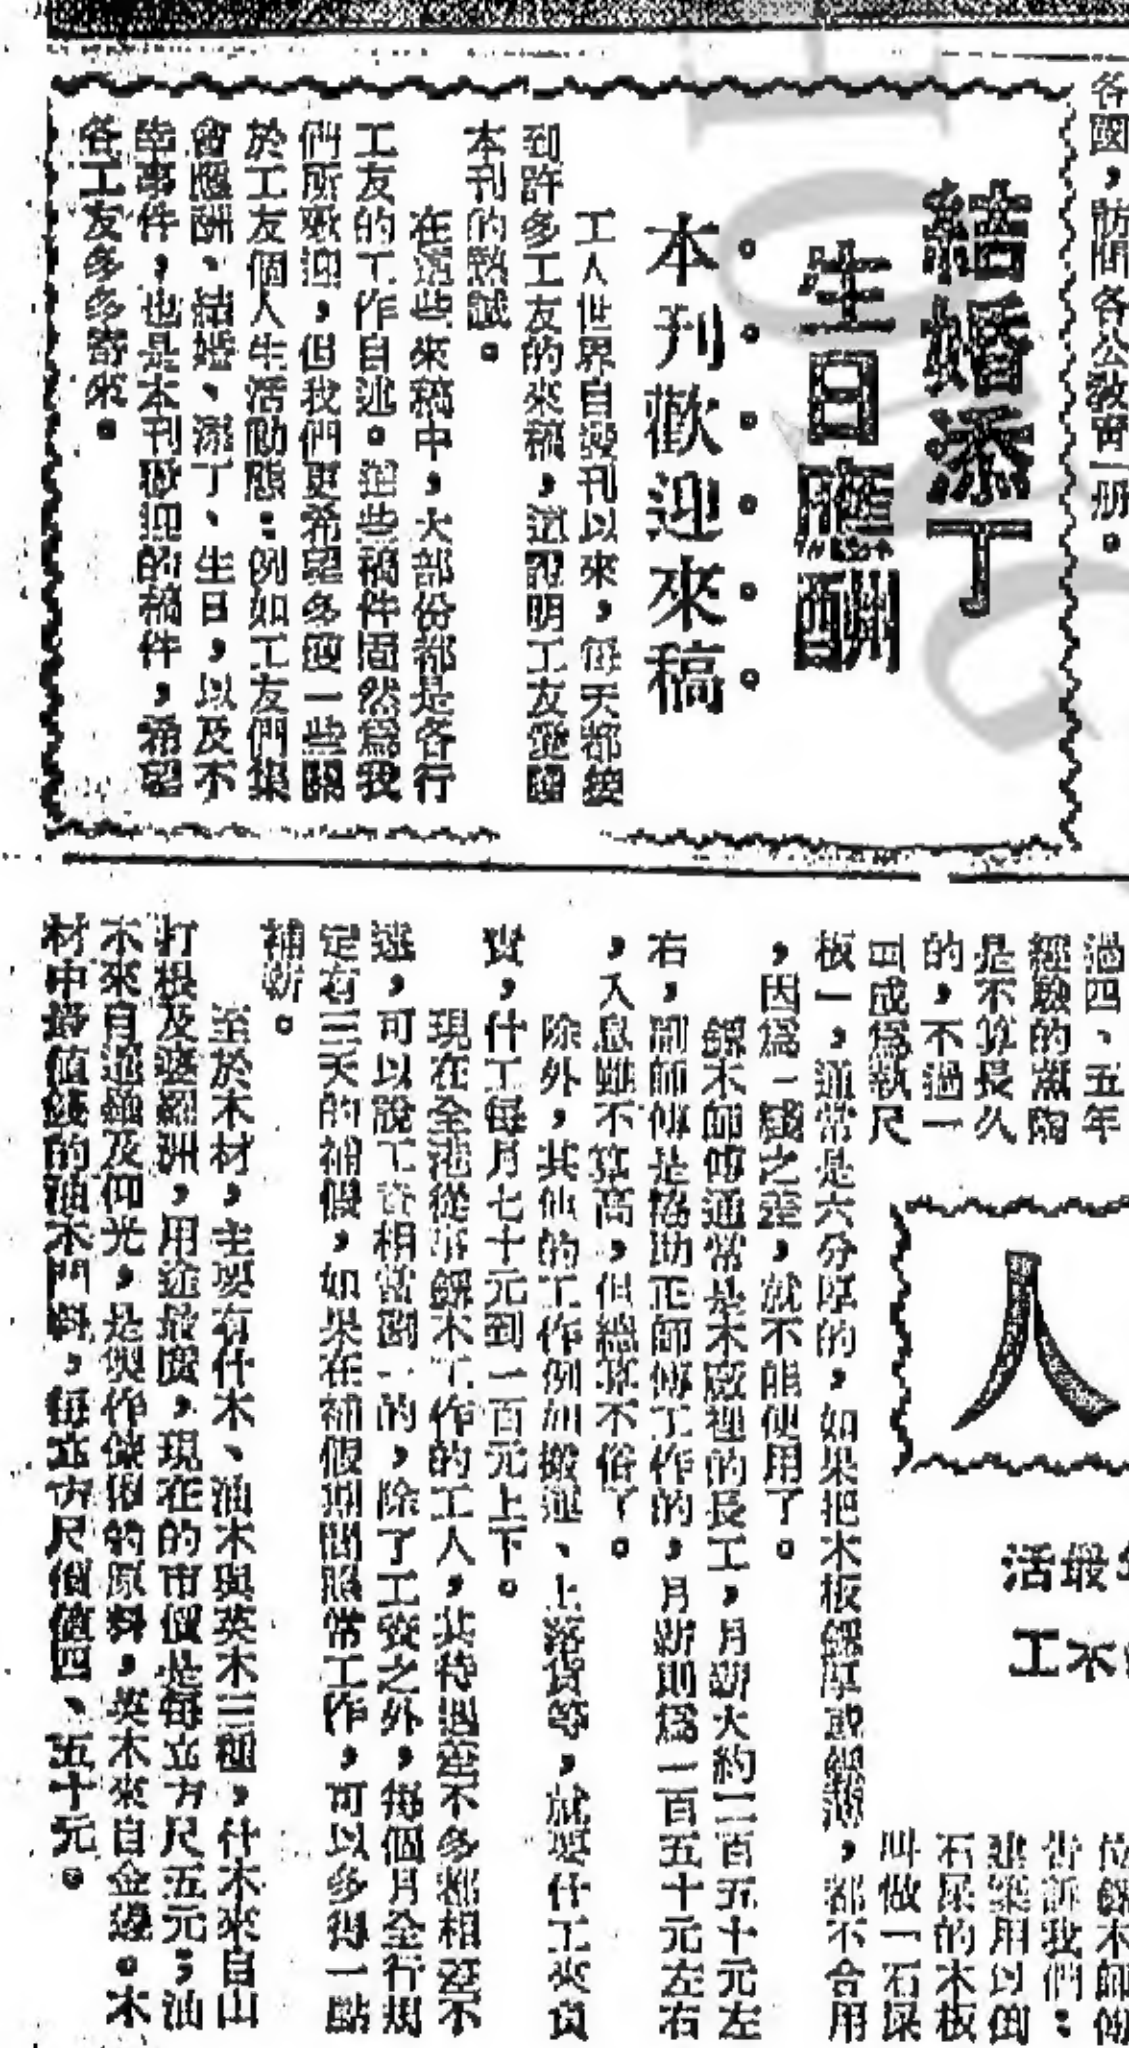 各國，訪問各公教商一册。
結婚添丁
生日應酬
本刊歡迎來稿
工人世界自發刊以來，每天都接
到許多工友的來稿，這證明工友愛護
本刊的熱誠。
在這些來稿中，大部份都是各行
工友的工作自述。這些稿件固然爲我
們所歡迎，但我們更希望多獲一些關
於工友個人生活動態：例如工友們集
會應酬、結婚、添丁、生日，以及不
幸事件，也是本刊歡迎的稿件，希望
各工友多多寄來。
過四、五年
經驗的薰陶
是不算長久
的，不過一
人
活最
工木
位鎅木師傅
告訴我們：
建築用以倒
石屎的木板
叫做一石屎
板一，通常是六分厚的，如果把木板鎅厚或鎅薄，都不合用
，因爲一綫之差，就不能使用了。
鎅木師傅通常是木廠裡的長工，月薪大約二百五十元左
右，副師傅是協助正師傅工作的，月薪則爲一百五十元左右
，入息雖不算高，但總算不俗了。
除外，其他的工作例如搬運、上落貨等，就要什工來負
責，什工每月七十元到一百元上下。
現在全港從事鎅木工作的工人，其待遇差不多都相差不
遠，可以說工資相當劃一的，除了工資之外，每個月全行規
定有三天的補假，如果在補假期間照常工作，可以多得一點
補薪。
至於木材，主要有什木、油木與英木三種，什木來自山
打根及婆羅洲，用途最廣，現在的市價是每立方尺五元；油
木來自暹羅及仰光，是製作傢俬的原料，英木來自金邊。木
材中最值錢的油木門料，每立方尺價值四、五十元。